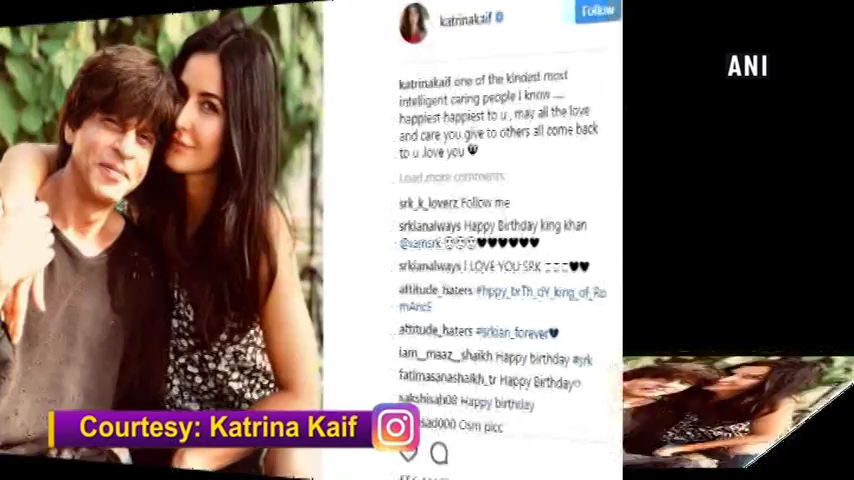 katrinakaif
Follow
ANI
katrinakaif one of the kindest most
intelligent caring people I know ....
happiest happiest to u , may all the love
and care you give to others all come back
to u .love you 🖤
Load more comments
srk_k_loverz Follow me
srkianalways Happy Birthday king khan
@iamsrk 😍😍😍🖤🖤🖤🖤🖤🖤
srkianalways I LOVE YOU SRK 🖤🖤
attitude_haters #hppy_brTh_dY_king_of_Ro
mAncE
attitude_haters #srkian_forever🖤
iam__maaz__shaikh Happy birthday #srk
fatimasanashaikh_tr Happy Birthday
sakshisah08 Happy birthday
Osm picc
Courtesy: Katrina Kaif